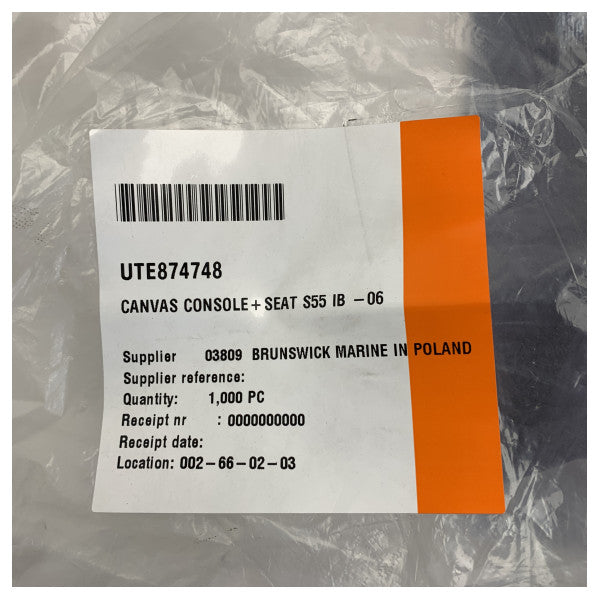 UTE874748
CANVAS CONSOLE + SEAT S55 IB -06
Supplier 03809 BRUNSWICK MARINE IN POLAND
Supplier reference:
Quantity: 1,000 PC
Receipt nr : 0000000000
Receipt date:
Location: 002-66-02-03